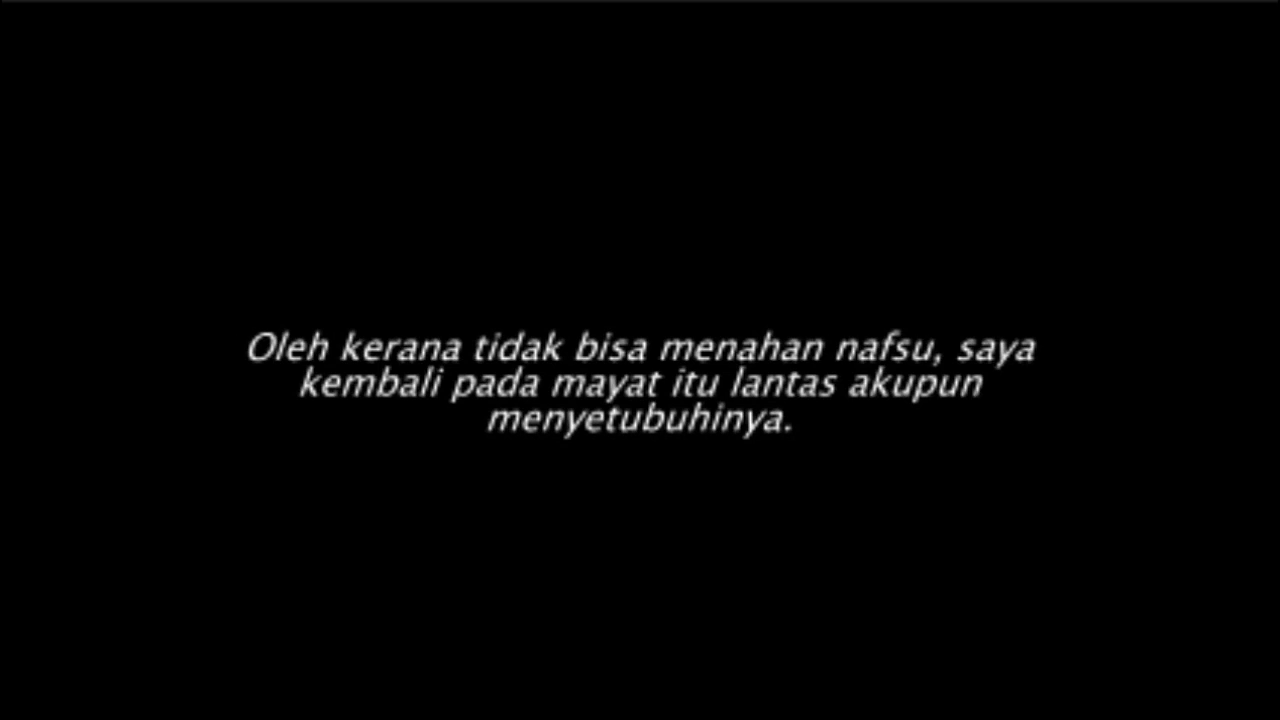 Oleh kerana tidak bisa menahan nafsu, saya
kembali pada mayat itu lantas akupun
menyetubuhinya.